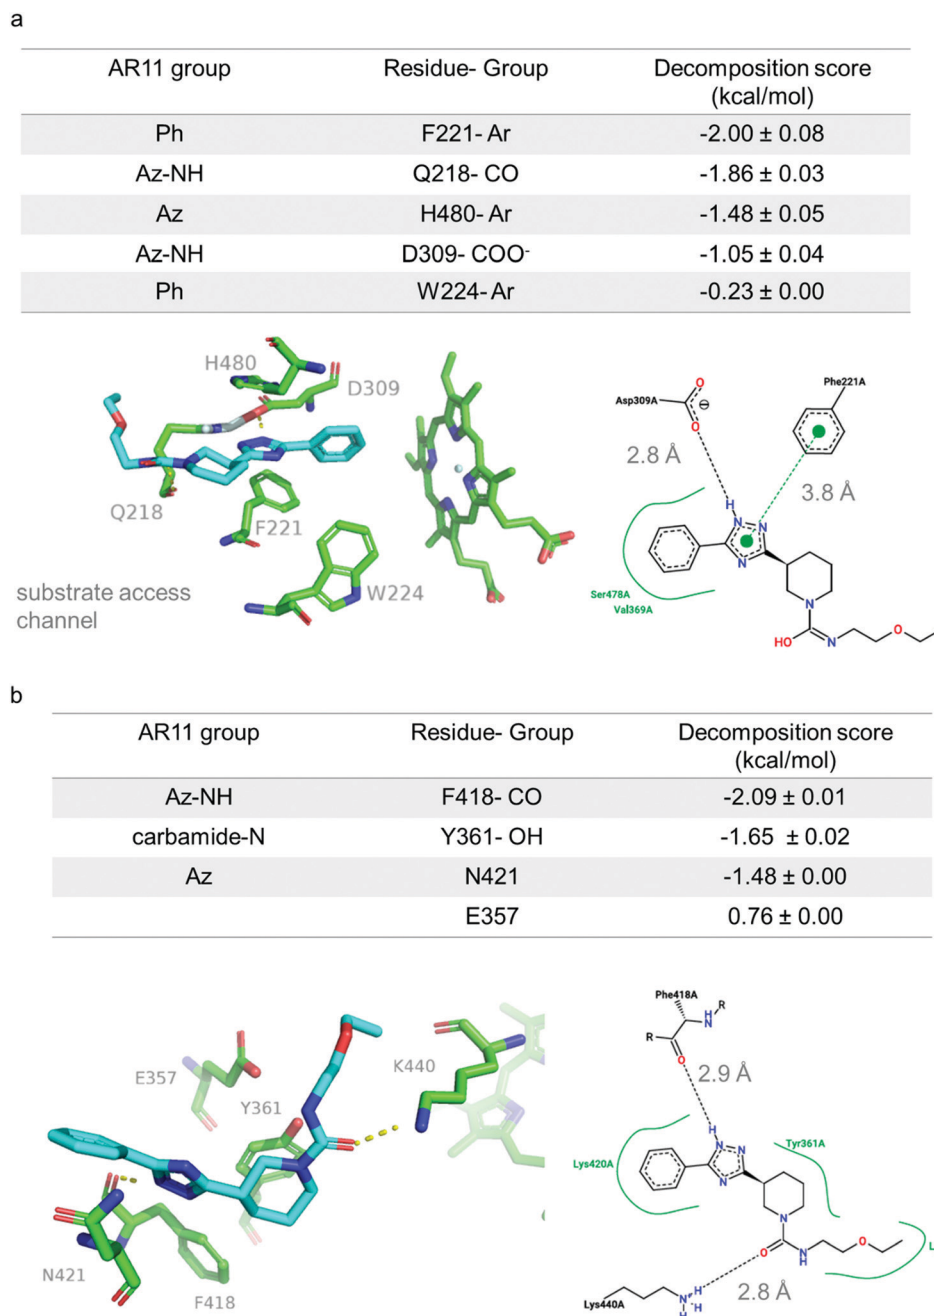 a
AR11 group Residue- Group Decomposition score
(kcal/mol)
Ph F221- Ar -2.00 ± 0.08
Az-NH Q218- CO -1.86 ± 0.03
Az H480- Ar -1.48 ± 0.05
Az-NH D309- COO-
-1.05 ± 0.04
Ph W224- Ar -0.23 ± 0.00
H480
D309
Q218
F221
W224
substrate access
channel
Asp309A
O
O
⊖
Phe221A
2.8 Å
3.8 Å
H
N
N
N
Ser478A
Val369A
N
HO
N
O
b
AR11 group Residue- Group Decomposition score
(kcal/mol)
Az-NH F418- CO -2.09 ± 0.01
carbamide-N Y361- OH -1.65 ± 0.02
Az N421 -1.48 ± 0.00
E357 0.76 ± 0.00
E357
Y361
K440
N421
F418
Phe418A
R
N
H
R
O
2.9 Å
H
N
N
N
Lys420A
Tyr361A
N
O
N
H
O
L
2.8 Å
Lys440A
N
H
H
H